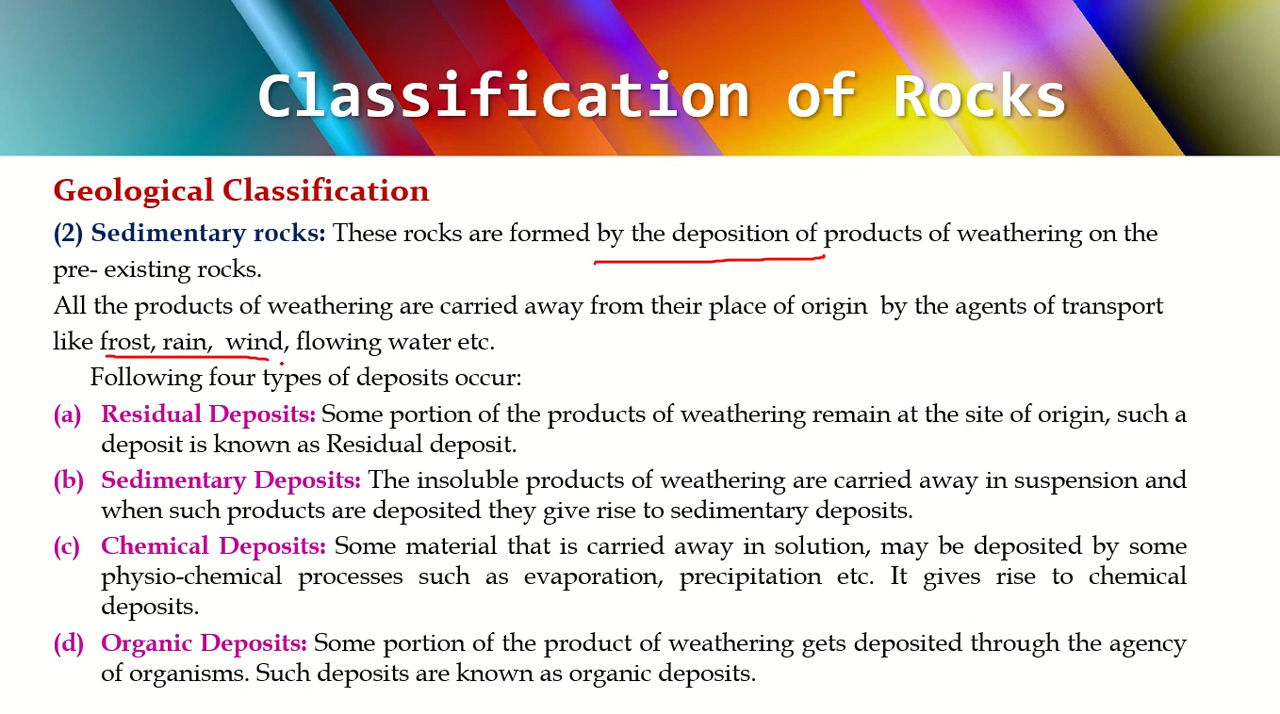 Classification of Rocks
Geological Classification
(2) Sedimentary rocks: These rocks are formed by the deposition of products of weathering on the
pre- existing rocks.
All the products of weathering are carried away from their place of origin by the agents of transport
like frost, rain, wind, flowing water etc.
Following four types of deposits occur:
(a) Residual Deposits: Some portion of the products of weathering remain at the site of origin, such a
deposit is known as Residual deposit.
(b) Sedimentary Deposits: The insoluble products of weathering are carried away in suspension and
when such products are deposited they give rise to sedimentary deposits.
(c) Chemical Deposits: Some material that is carried away in solution, may be deposited by some
physio-chemical processes such as evaporation, precipitation etc. It gives rise to chemical
deposits.
(d) Organic Deposits: Some portion of the product of weathering gets deposited through the agency
of organisms. Such deposits are known as organic deposits.